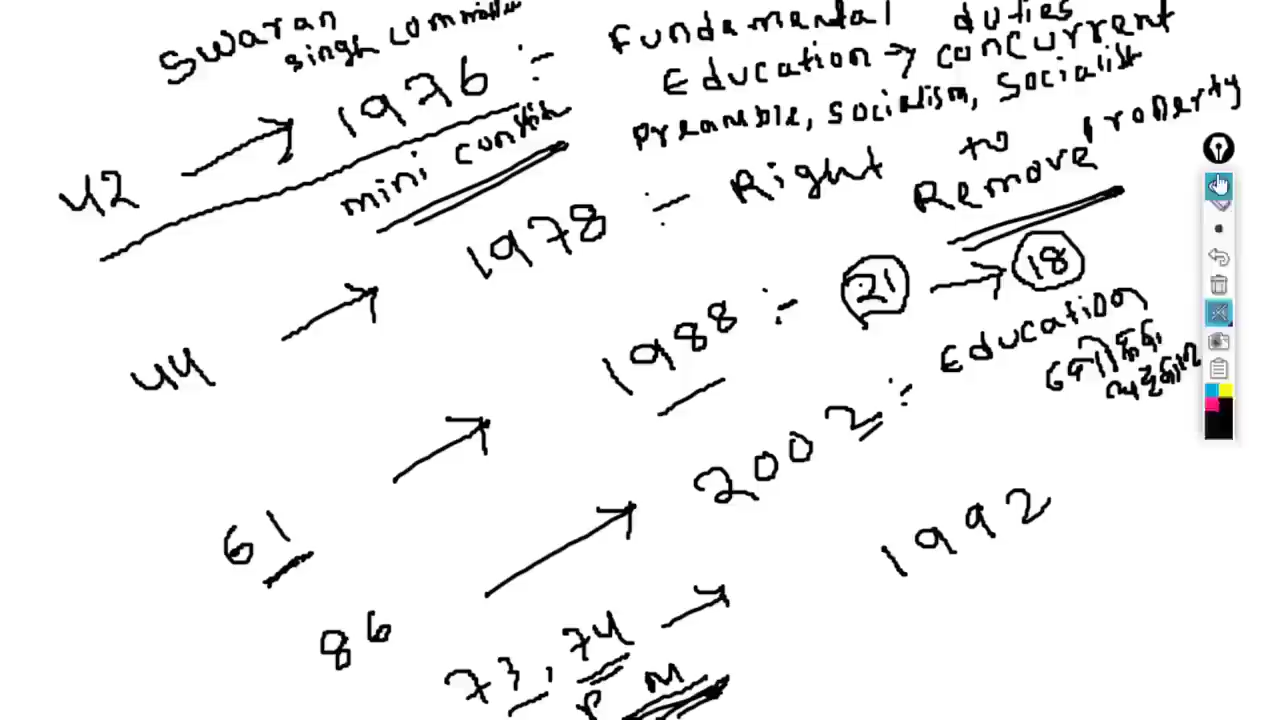 Swaran
singh committee
Fundamental duties
Education → concurrent
42 → 1976 :-
Preamble, socialism, socialist
mini constitu
44 → 1978 :- Right to Property
Remove
61 → 1988 :- 21 → 18
86 → 2002 :- Education
73, 74 → 1992
P M